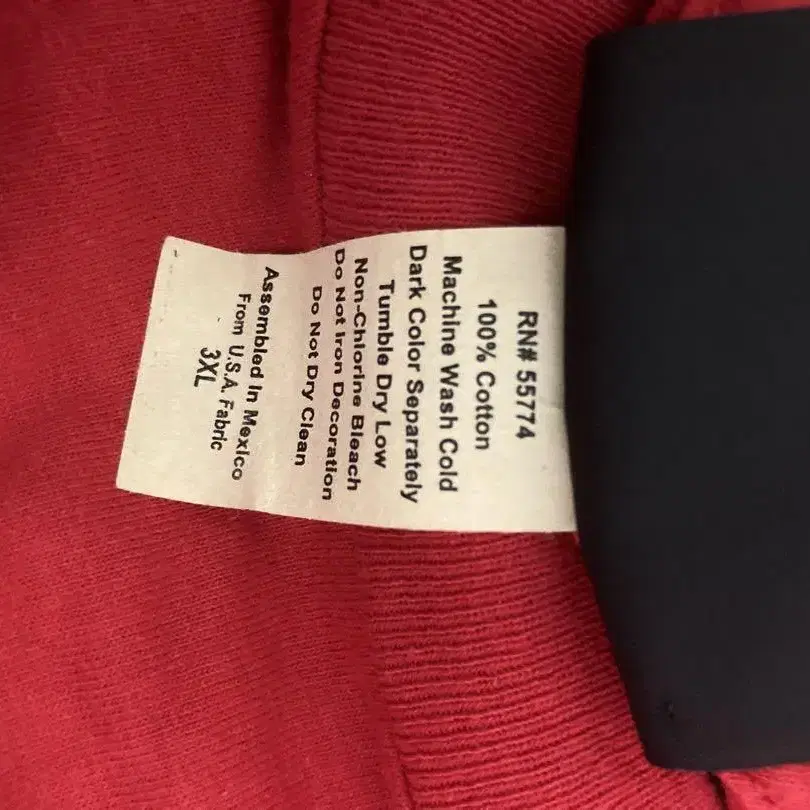 RN# 55774
100% Cotton
Machine Wash Cold
Dark Color Separately
Tumble Dry Low
Non-Chlorine Bleach
Do Not Iron Decoration
Do Not Dry Clean
Assembled In Mexico
From U.S.A. Fabric
3XL